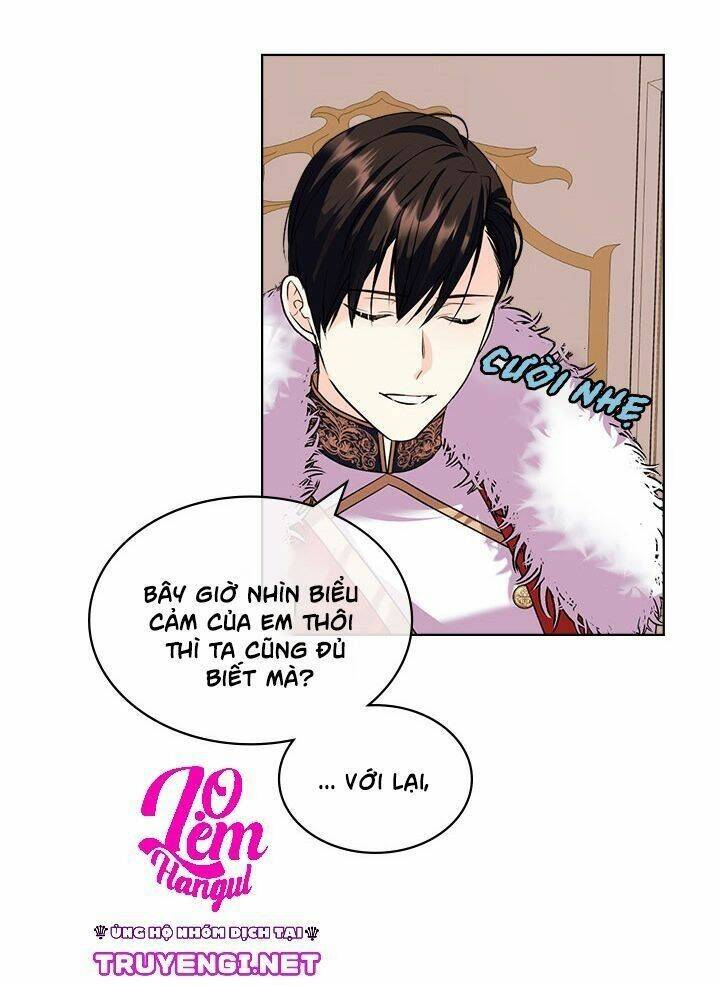 CƯỜI NHẸ
BÂY GIỜ NHÌN BIỂU
CẢM CỦA EM THÔI
THÌ TA CŨNG ĐỦ
BIẾT MÀ?
... VỚI LẠI,
LO
Lem
Hangul
ỦNG HỘ NHÓM DỊCH TẠI
TRUYENGI.NET